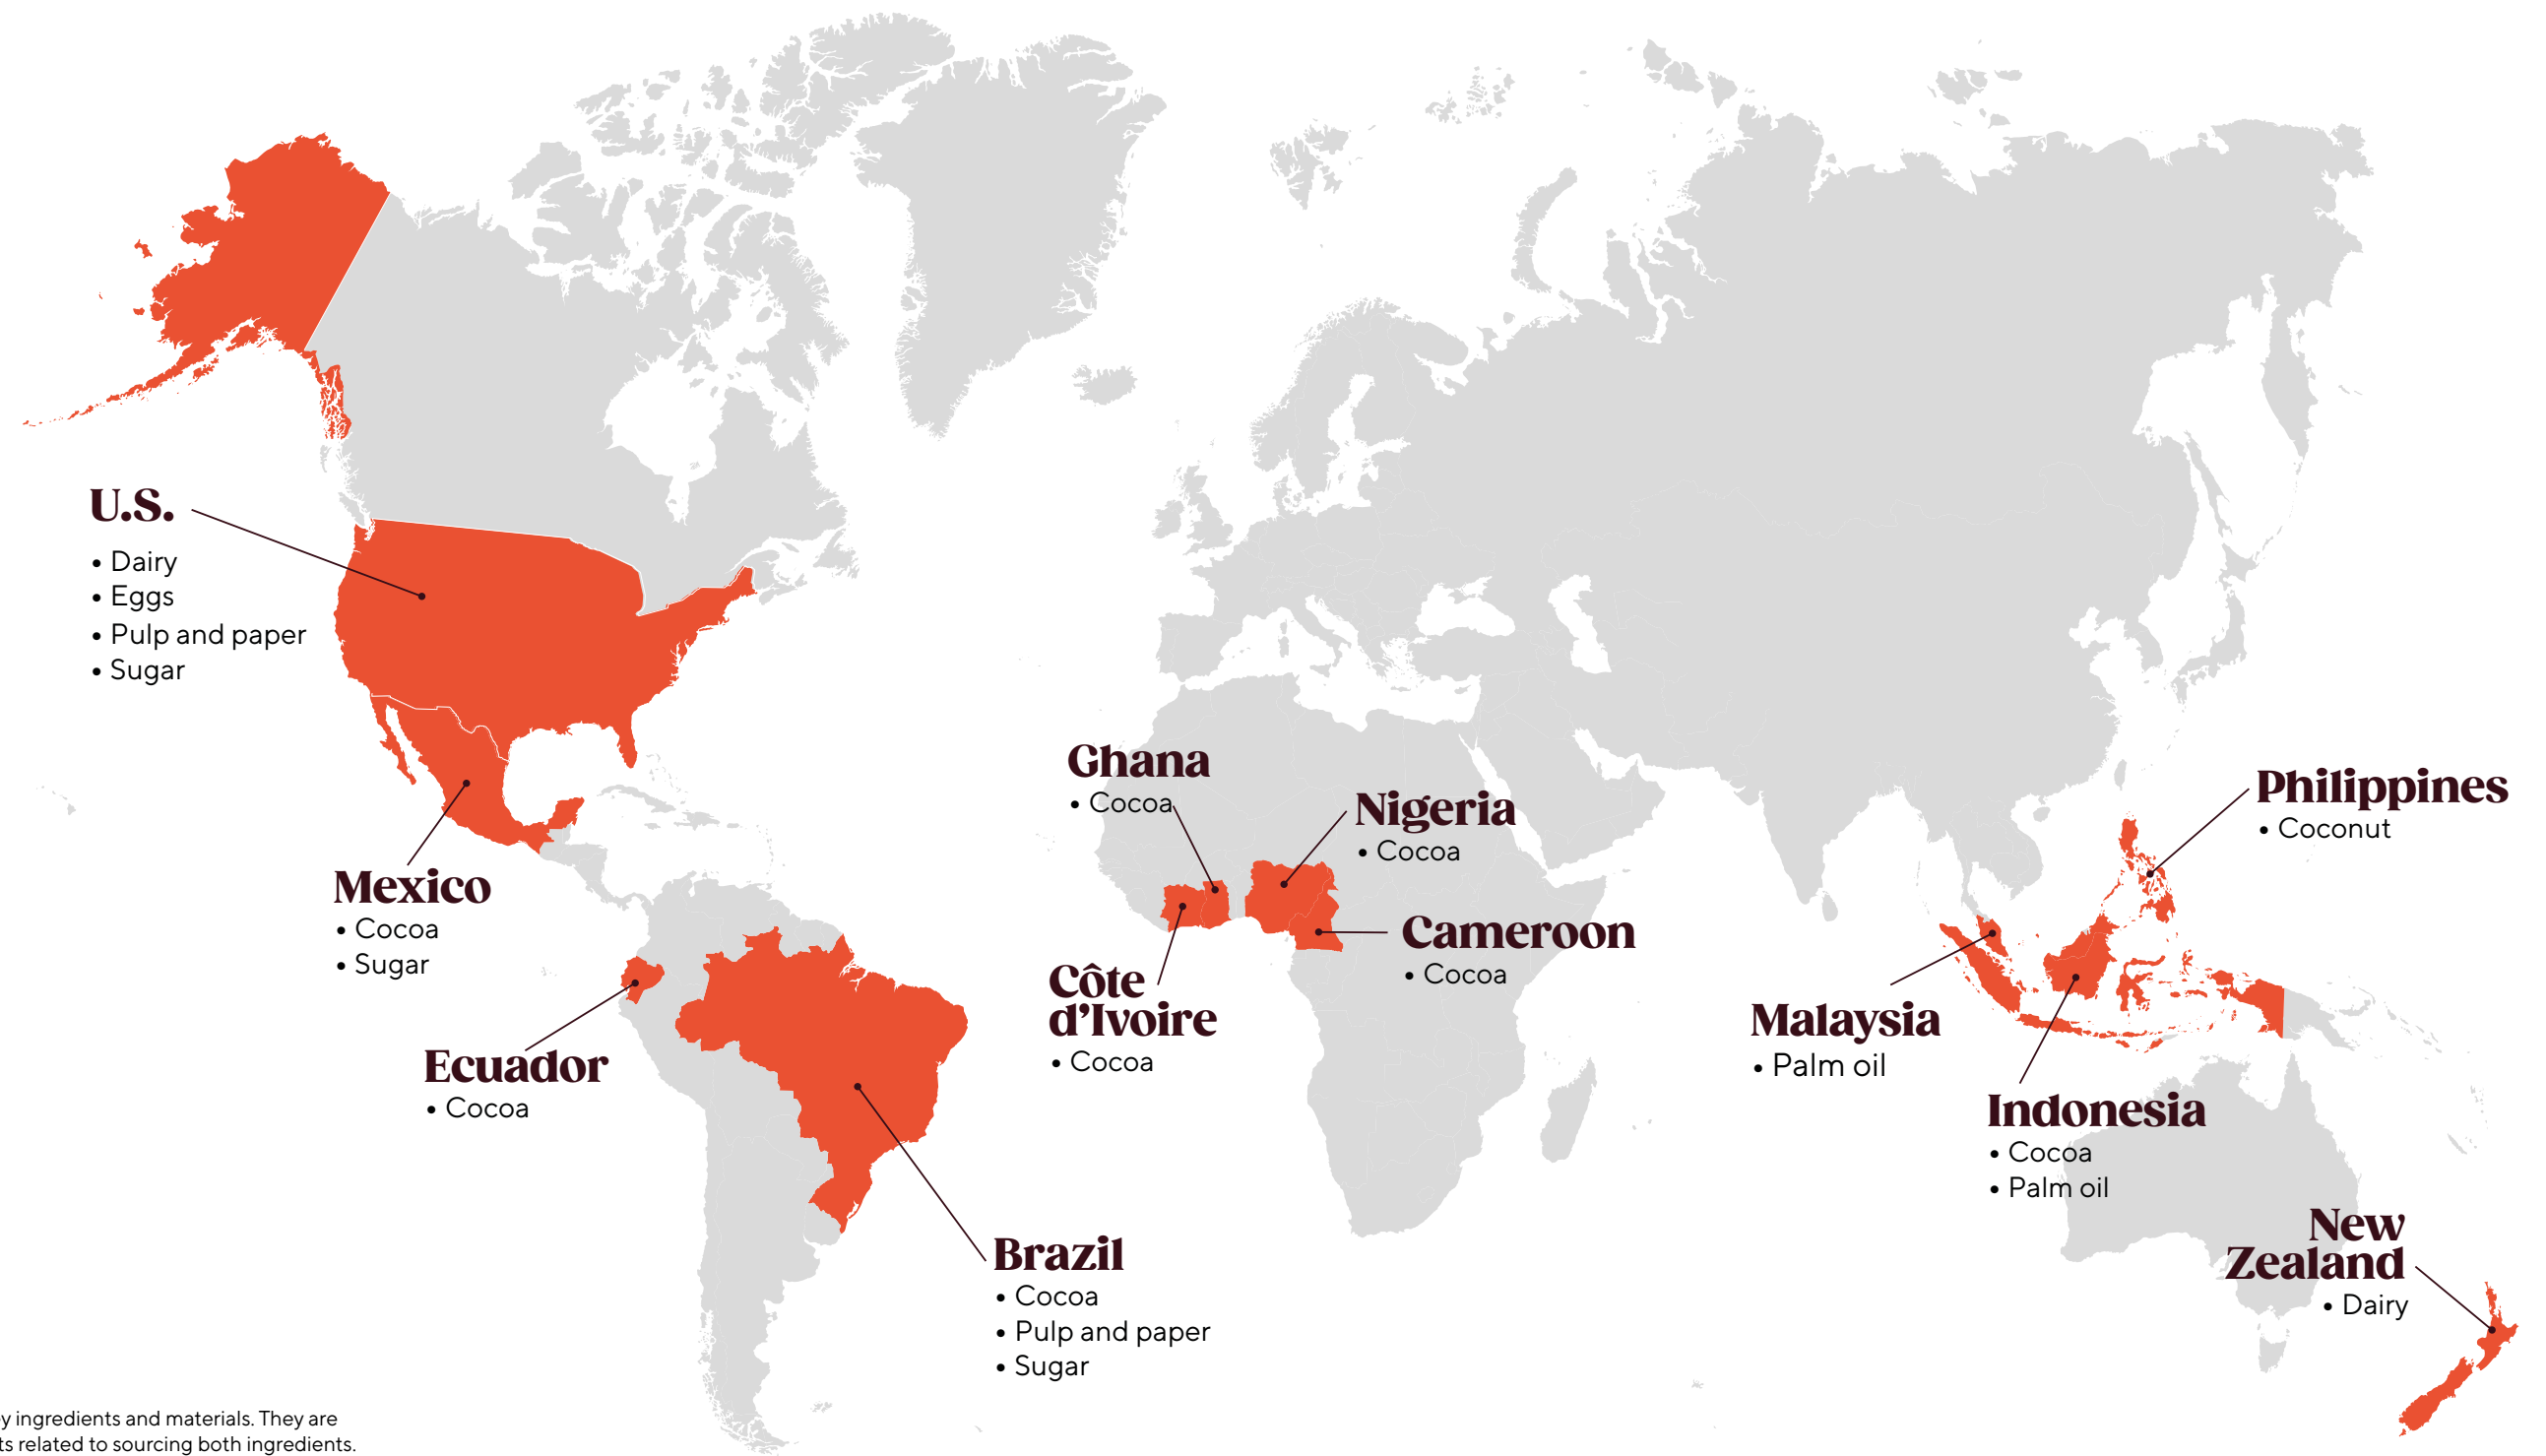 U.S.
• Dairy
• Eggs
• Pulp and paper
• Sugar
Mexico
• Cocoa
• Sugar
Ecuador
• Cocoa
Brazil
• Cocoa
• Pulp and paper
• Sugar
Ghana
• Cocoa
Nigeria
• Cocoa
Cameroon
• Cocoa
Côte
d’Ivoire
• Cocoa
Philippines
• Coconut
Malaysia
• Palm oil
Indonesia
• Cocoa
• Palm oil
New
Zealand
• Dairy
ingredients and materials. They are
related to sourcing both ingredients.